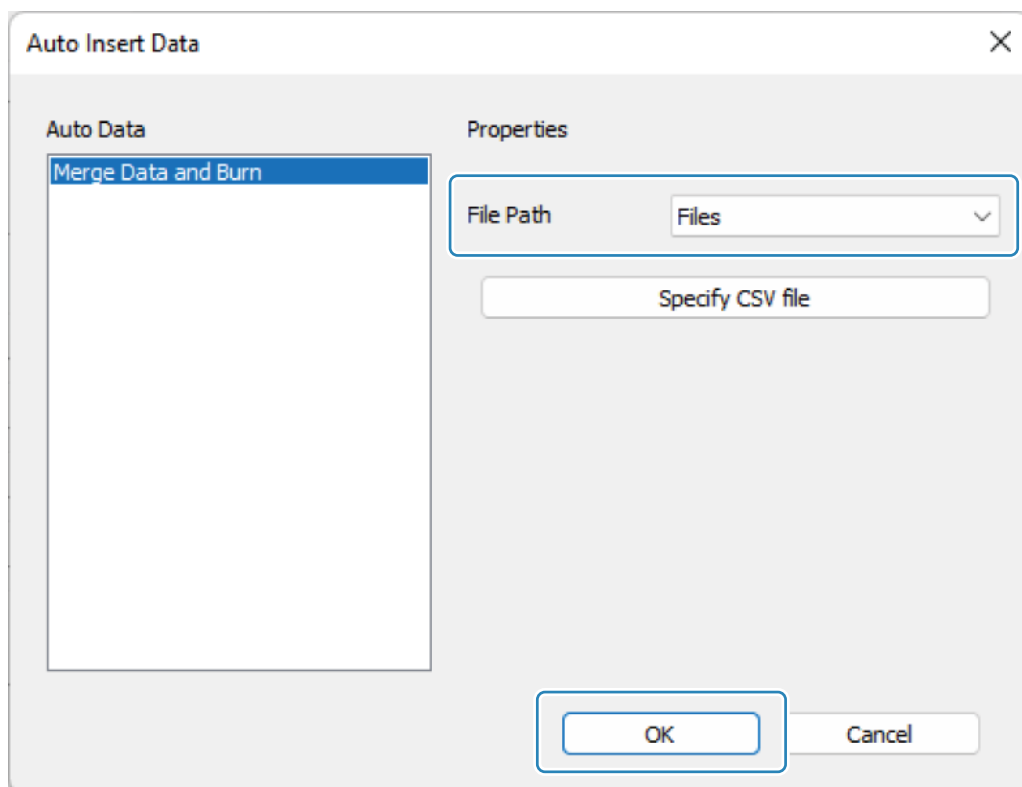 Auto Insert Data
Auto Data
Merge Data and Burn
Properties
File Path
Files
Specify CSV file
OK
Cancel